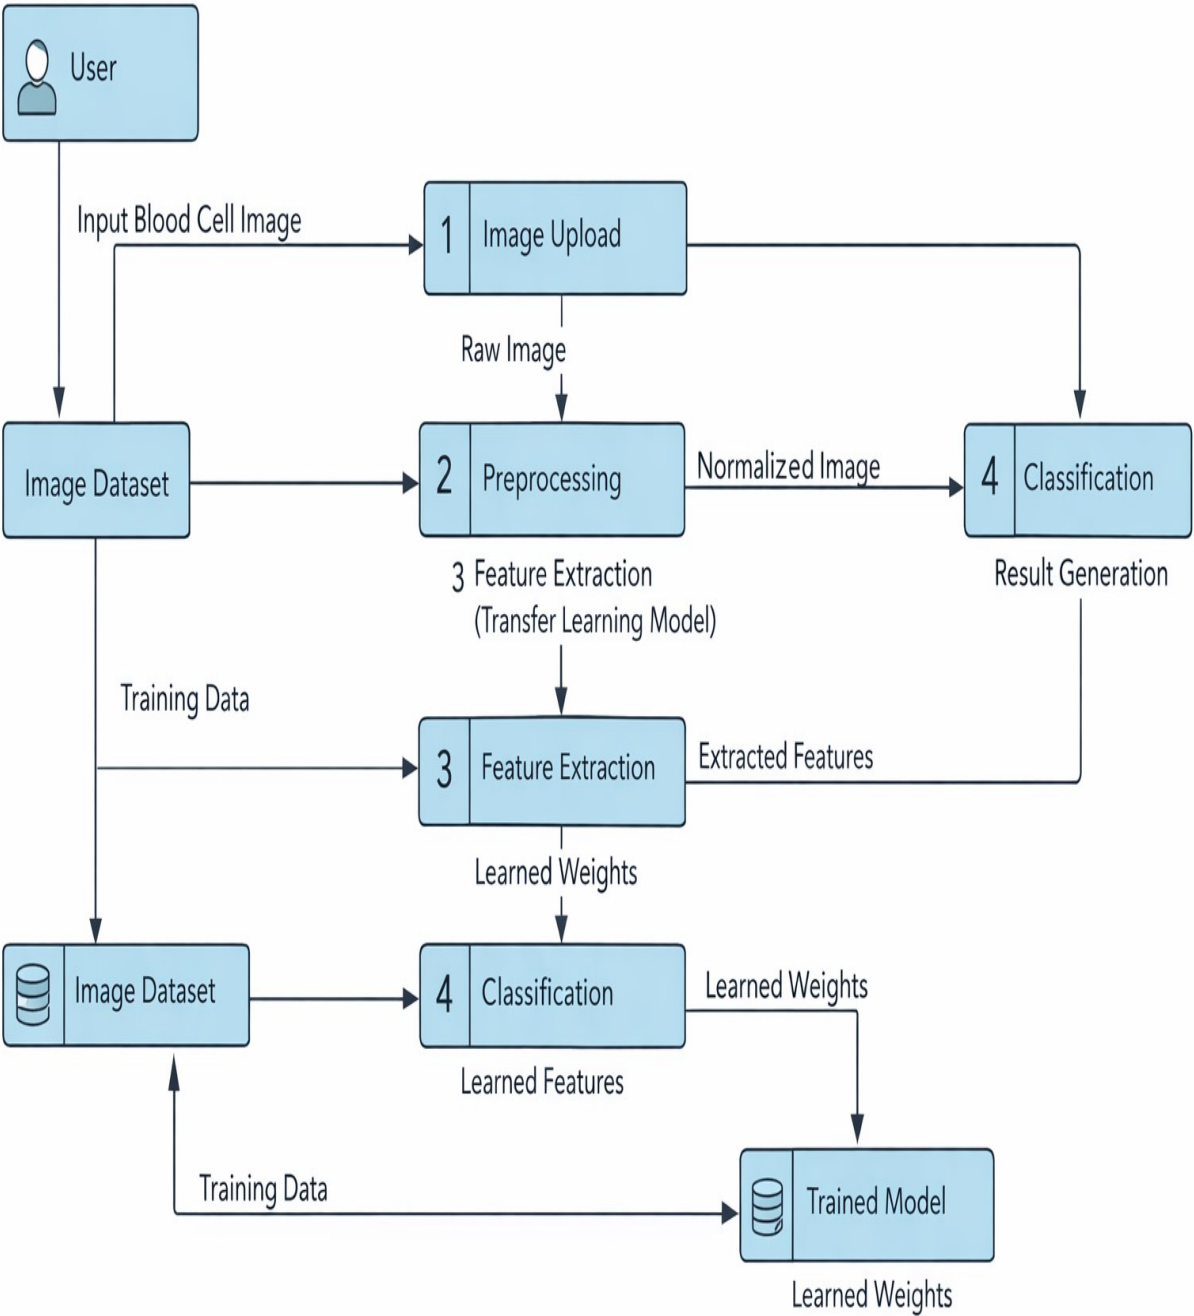 User
Input Blood Cell Image
1 Image Upload
Raw Image
Image Dataset
2 Preprocessing
Normalized Image
4 Classification
3 Feature Extraction
(Transfer Learning Model)
Result Generation
Training Data
3 Feature Extraction
Extracted Features
Learned Weights
Image Dataset
4 Classification
Learned Weights
Learned Features
Training Data
Trained Model
Learned Weights